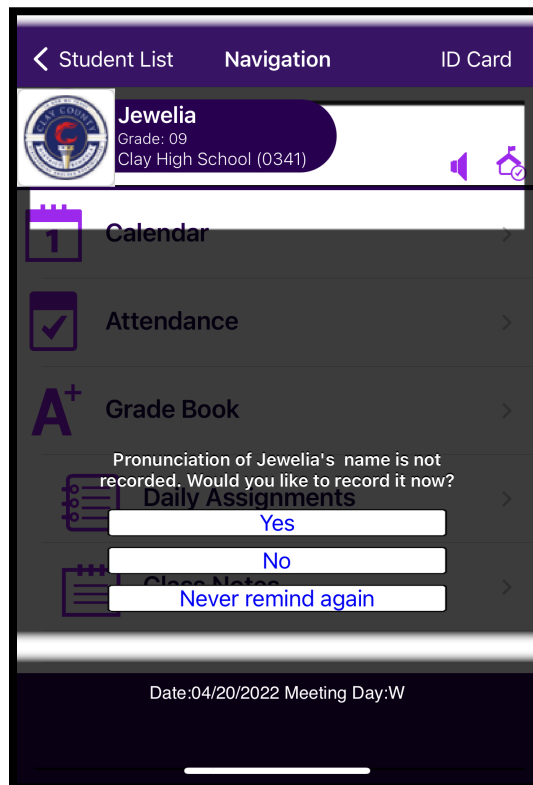 Student List Navigation ID Card
Jewelia
Grade: 09
Clay High School (0341)
1 Calendar
Attendance
A+ Grade Book
Pronunciation of Jewelia's name is not
recorded. Would you like to record it now?
Daily Assignments
Yes
No
Class Notes
Never remind again
Date:04/20/2022 Meeting Day:W